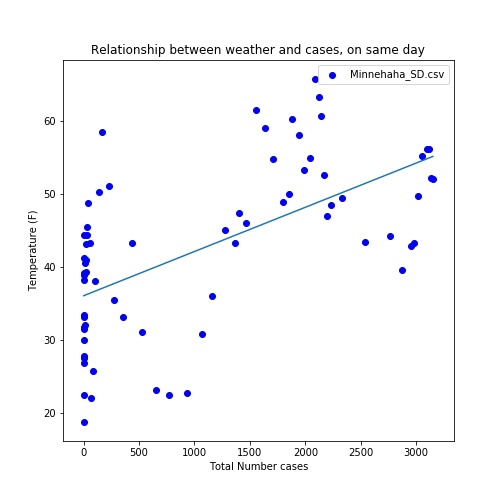 Relationship between weather and cases, on same day
Minnehaha_SD.csv
60
50
40
30
20
Temperature (F)
0 500 1000 1500 2000 2500 3000
Total Number cases